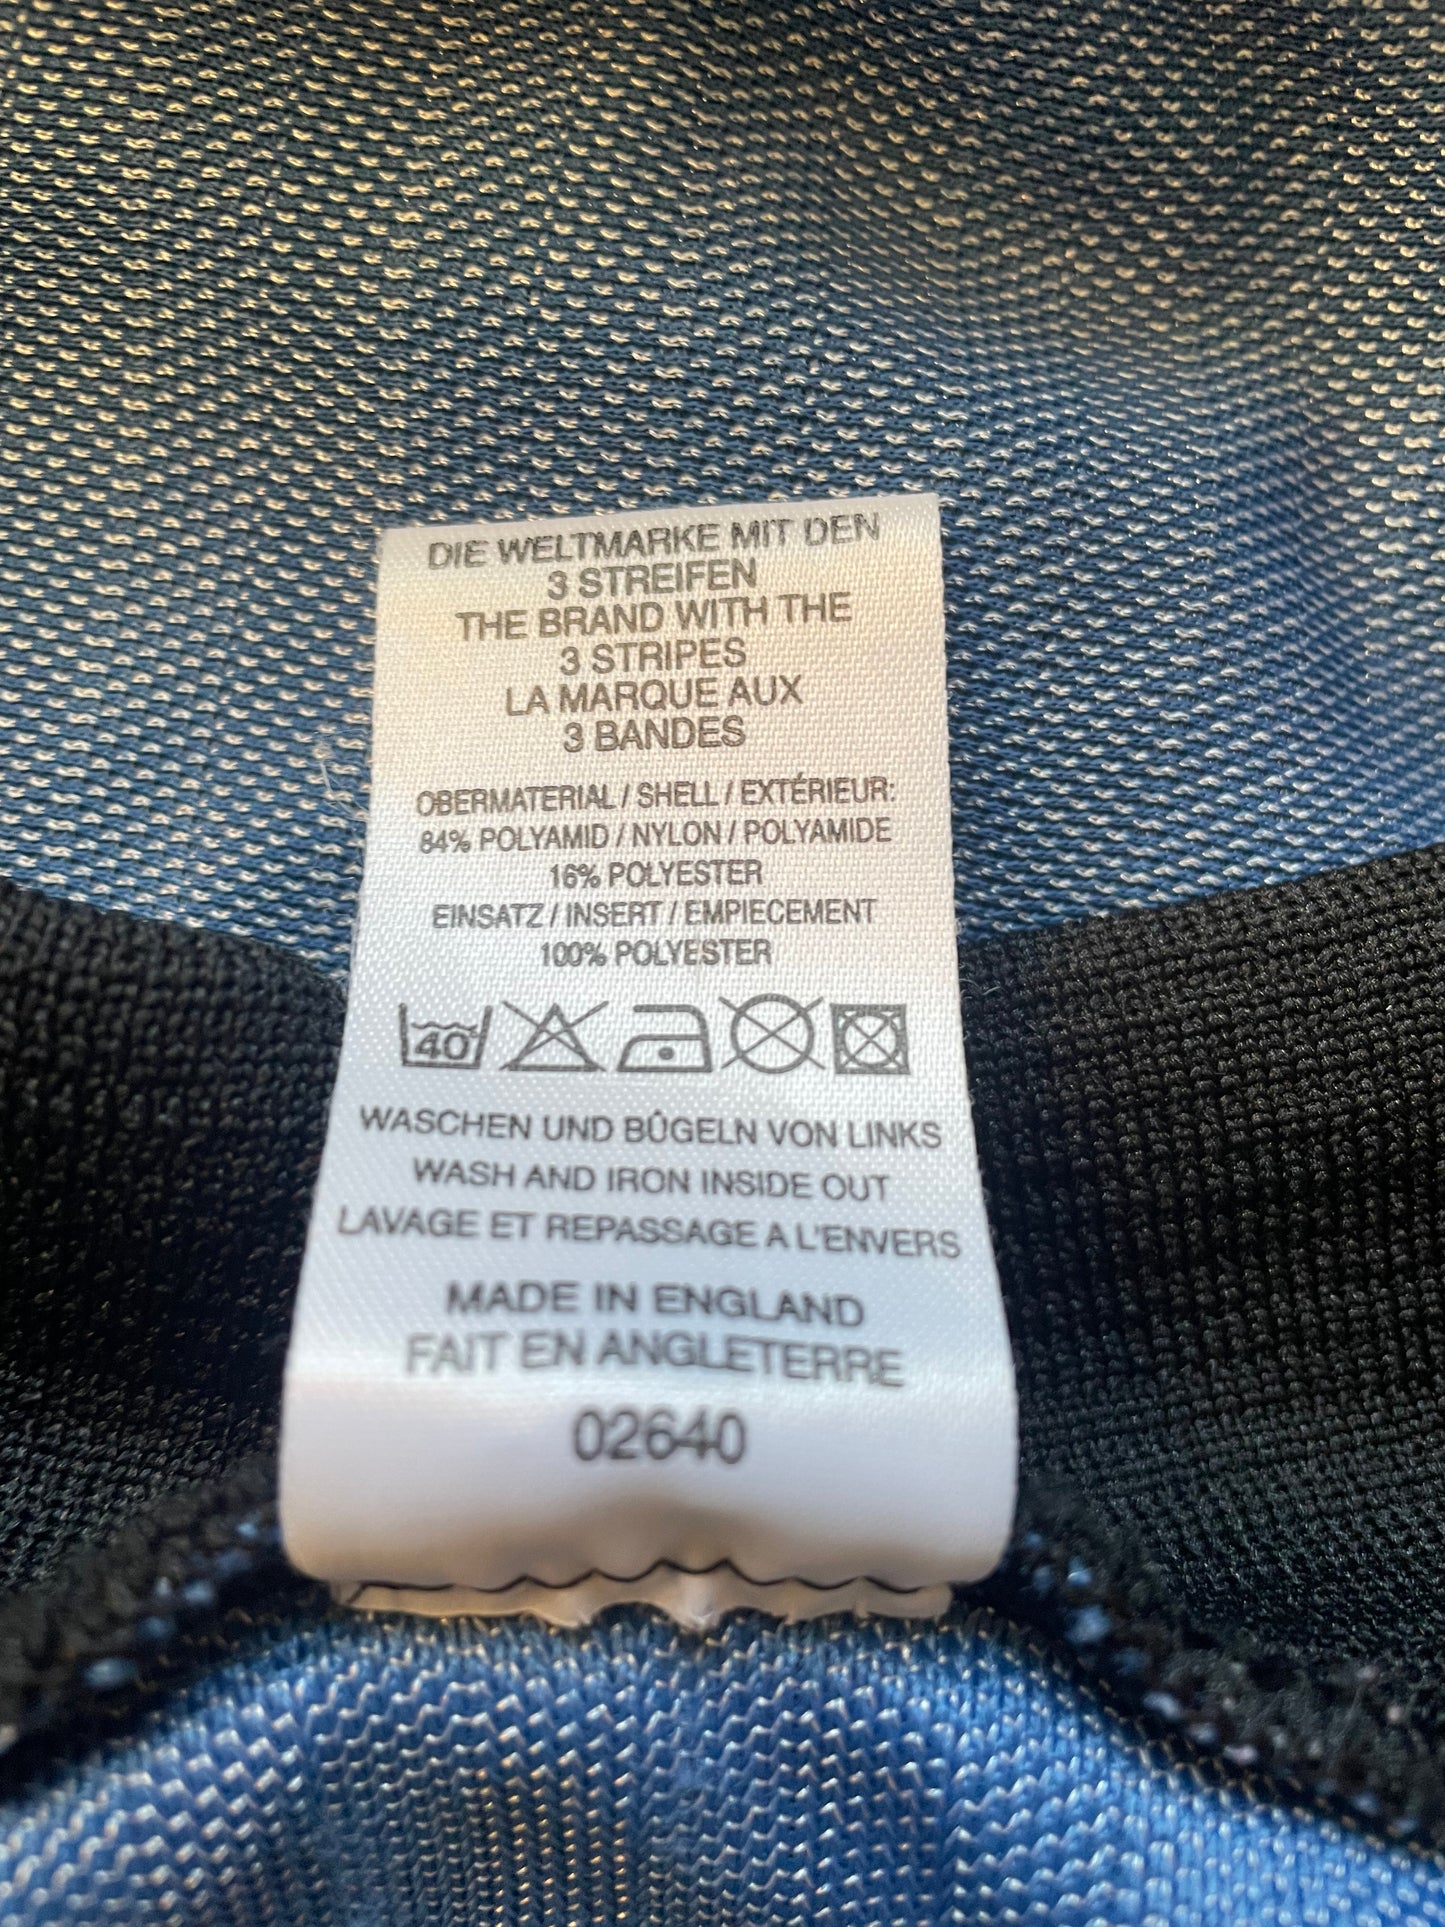 DIE WELTMARKE MIT DEN
3 STREIFEN
THE BRAND WITH THE
3 STRIPES
LA MARQUE AUX
3 BANDES
OBERMATERIAL / SHELL / EXTÉRIEUR:
84% POLYAMID / NYLON / POLYAMIDE
16% POLYESTER
EINSATZ / INSERT / EMPIECEMENT
100% POLYESTER
40
WASCHEN UND BÛGELN VON LINKS
WASH AND IRON INSIDE OUT
LAVAGE ET REPASSAGE A L'ENVERS
MADE IN ENGLAND
FAIT EN ANGLETERRE
02640